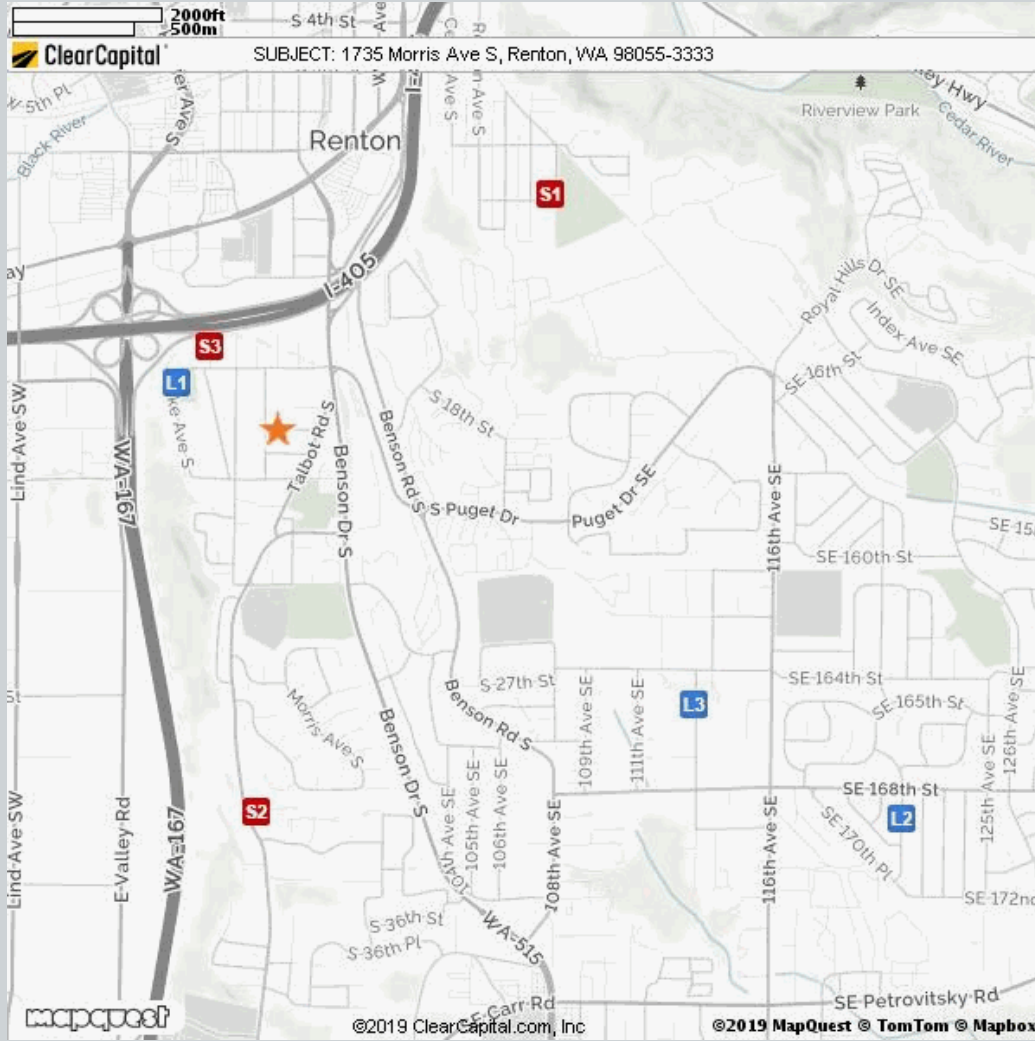 2000ft
500m
S 4th St
ClearCapital
SUBJECT: 1735 Morris Ave S, Renton, WA 98055-3333
Riverview Park
Cedar River
Black River
Renton
S1
I-405
Royal Hills Dr SE
Index Ave SE
S3
L1
SE 16th St
Lind Ave SW
S 18th St
Talbot Rd S
Benson Dr S
Benson Rd S
WA-167
S Puget Dr
Puget Dr SE
116th Ave SE
SE 15
SE 160th St
S 27th St
SE 164th St
SE 165th St
126th Ave SE
L3
Morris Ave S
Benson Rd S
Benson Dr S
109th Ave SE
111th Ave SE
125th Ave SE
SE 168th St
L2
S2
SE 170th Pl
Lind Ave SW
E Valley Rd
WA-167
104th Ave SE
105th Ave SE
106th Ave SE
108th Ave SE
116th Ave SE
SE 172nd
S 36th St
S 36th Pl
WA-515
SE Carr Rd
SE Petrovitsky Rd
mapquest
©2019 ClearCapital.com, Inc
©2019 MapQuest © TomTom © Mapbox